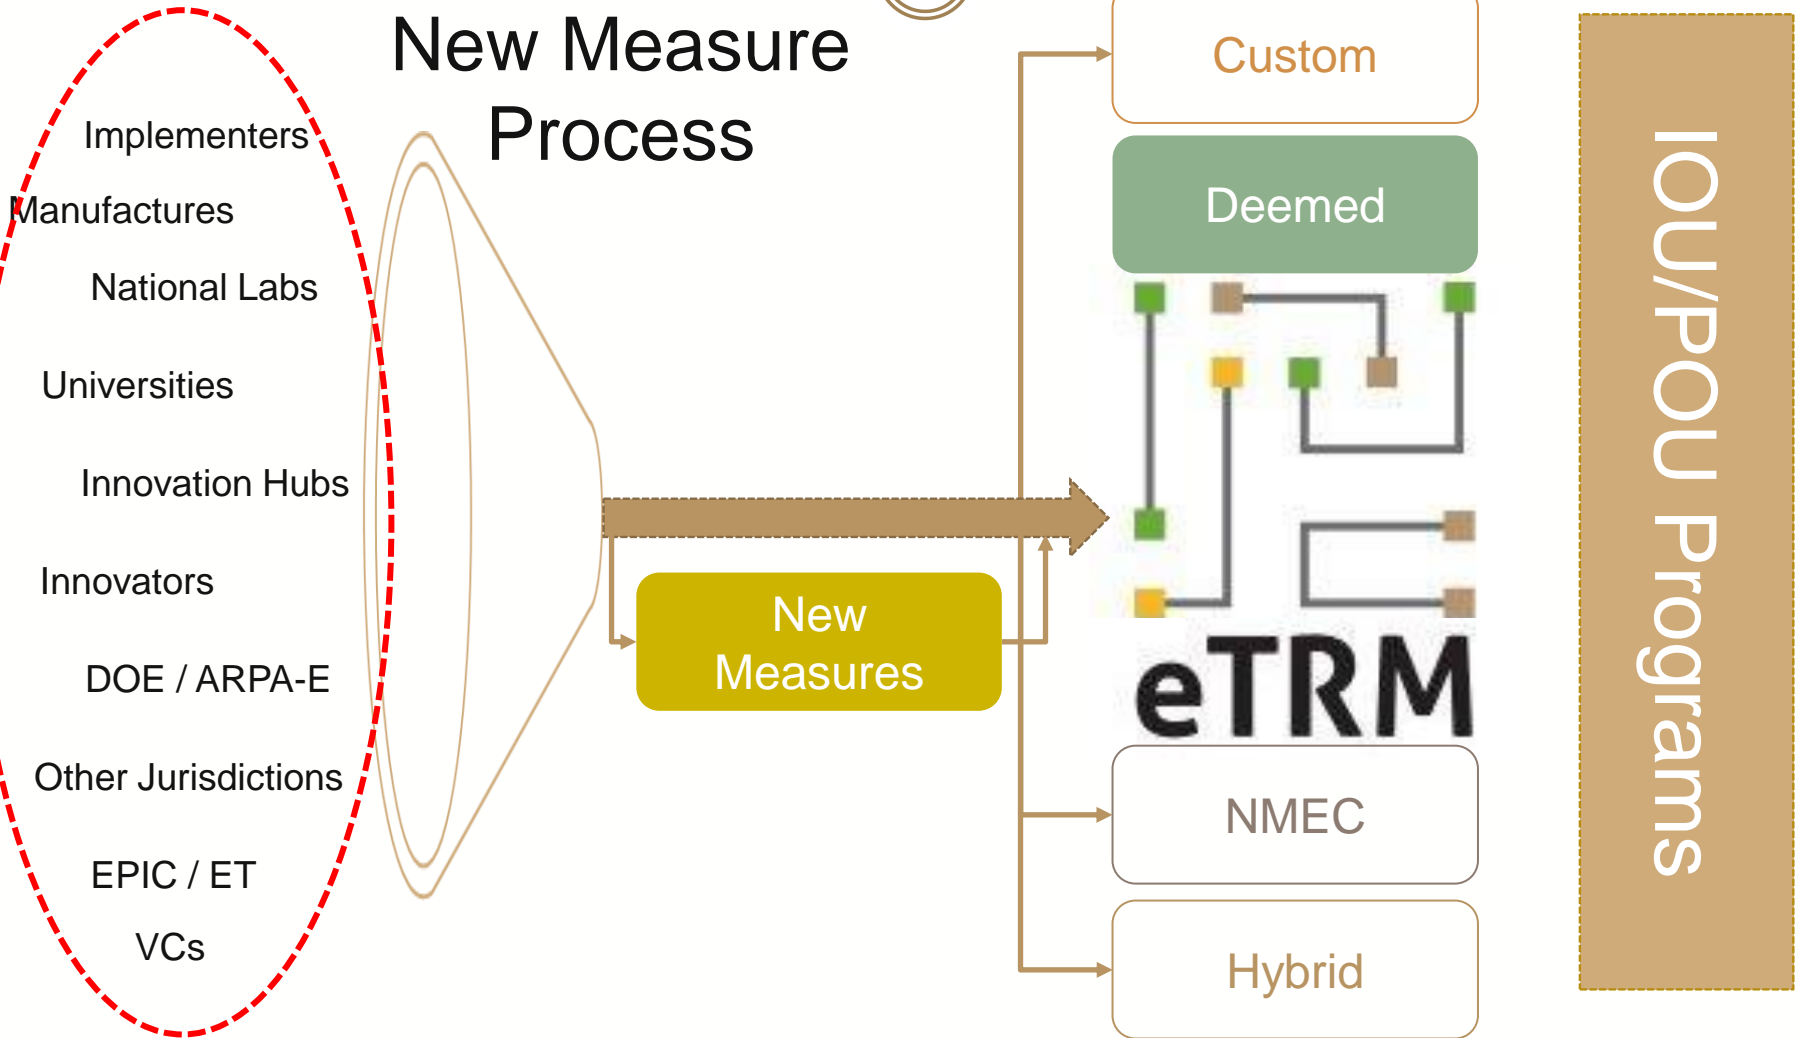 New Measure
Process
Implementers
Manufactures
National Labs
Universities
Innovation Hubs
Innovators
DOE / ARPA-E
Other Jurisdictions
EPIC / ET
VCs
New
Measures
Custom
Deemed
eTRM
NMEC
Hybrid
IOU/POU Programs